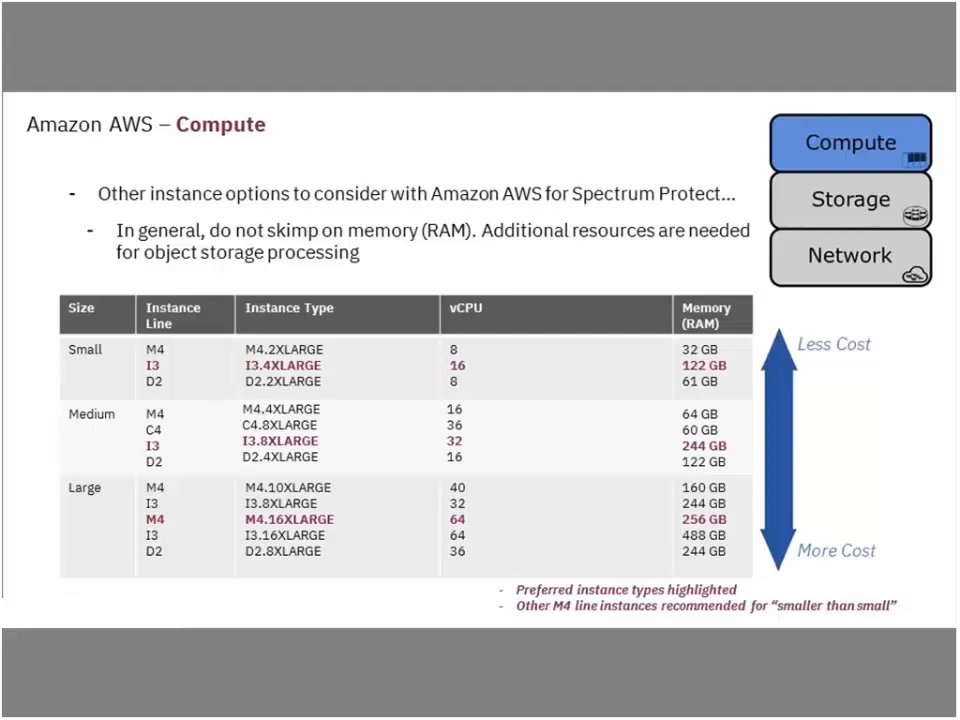 Amazon AWS – Compute
Compute
Storage
Network
- Other instance options to consider with Amazon AWS for Spectrum Protect...
- In general, do not skimp on memory (RAM). Additional resources are needed
for object storage processing
Size Instance Line Instance Type vCPU Memory (RAM)
Small M4 M4.2XLARGE 8 32 GB
I3 I3.4XLARGE 16 122 GB
D2 D2.2XLARGE 8 61 GB
Medium M4 M4.4XLARGE 16 64 GB
C4 C4.8XLARGE 36 60 GB
I3 I3.8XLARGE 32 244 GB
D2 D2.4XLARGE 16 122 GB
Large M4 M4.10XLARGE 40 160 GB
I3 I3.8XLARGE 32 244 GB
M4 M4.16XLARGE 64 256 GB
I3 I3.16XLARGE 64 488 GB
D2 D2.8XLARGE 36 244 GB
Less Cost
More Cost
- Preferred instance types highlighted
- Other M4 line instances recommended for “smaller than small”